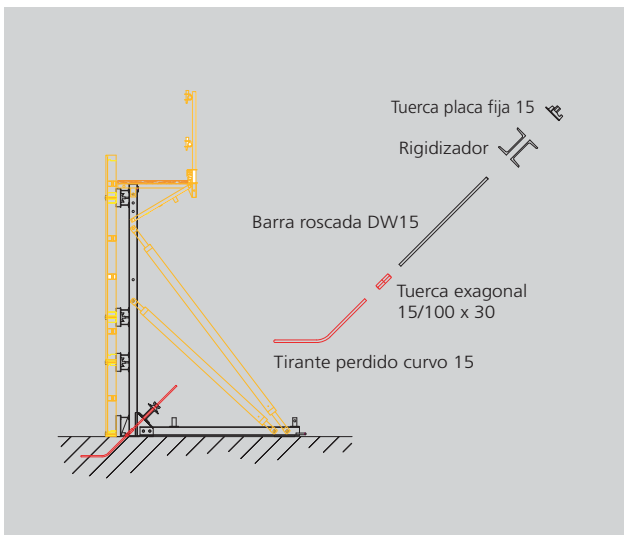 Tuerca placa fija 15
Rigidizador
Barra roscada DW15
Tuerca exagonal
15/100 x 30
Tirante perdido curvo 15